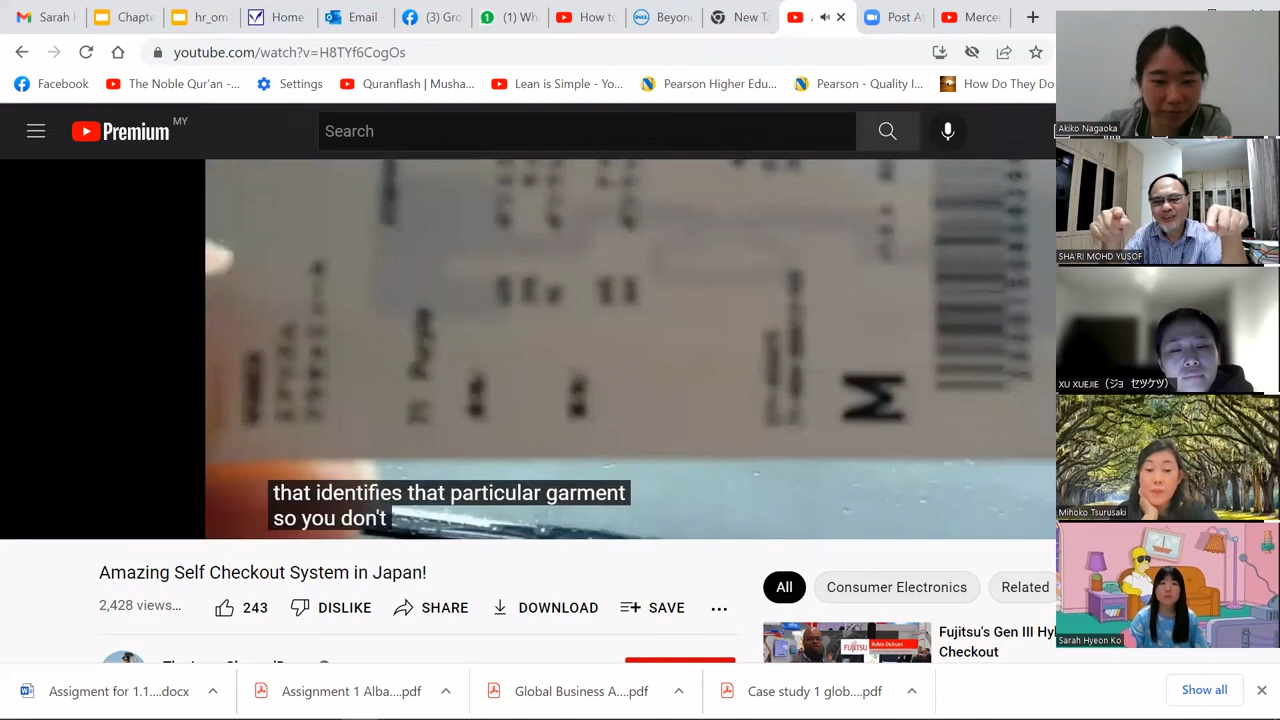 Sarah
Chapte
hr_om
Home
Email
(3) Gro
(1) W
How to
Beyon
New T
Post A
Merce
youtube.com/watch?v=H8TYf6CogOs
Facebook
The Noble Qur'an -...
Settings
Quranflash | Mus...
Lean is Simple - Yo...
Pearson Higher Edu...
Pearson - Quality I...
How Do They Do
Premium MY
Search
M
that identifies that particular garment
so you don't
Amazing Self Checkout System in Japan!
2,428 views...
243
DISLIKE
SHARE
DOWNLOAD
SAVE
All
Consumer Electronics
Related
FUJITSU
Robin Dickson
Fujitsu's Gen III Hy
Checkout
Assigment for 1.1....docx
Assignment 1 Alba....pdf
Global Business A....pdf
Case study 1 glob....pdf
Show all
Akiko Nagaoka
SHA'RI MOHD YUSOF
XU XUEJIE（ジョ セツケツ）
Mihoko Tsurusaki
Sarah Hyeon Ko